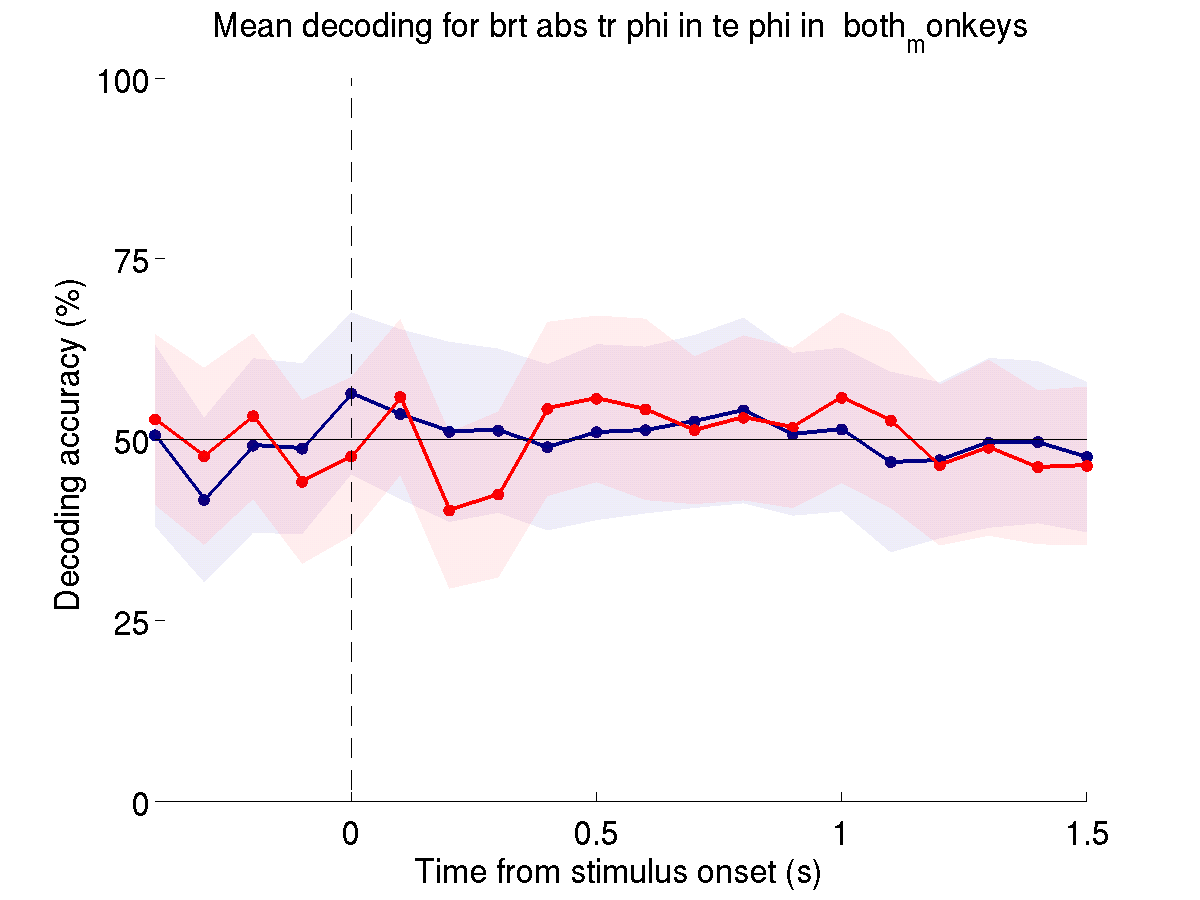 Mean decoding for brt abs tr phi in te phi in both_monkeys
100
75
50
25
0
Decoding accuracy (%)
0 0.5 1 1.5
Time from stimulus onset (s)